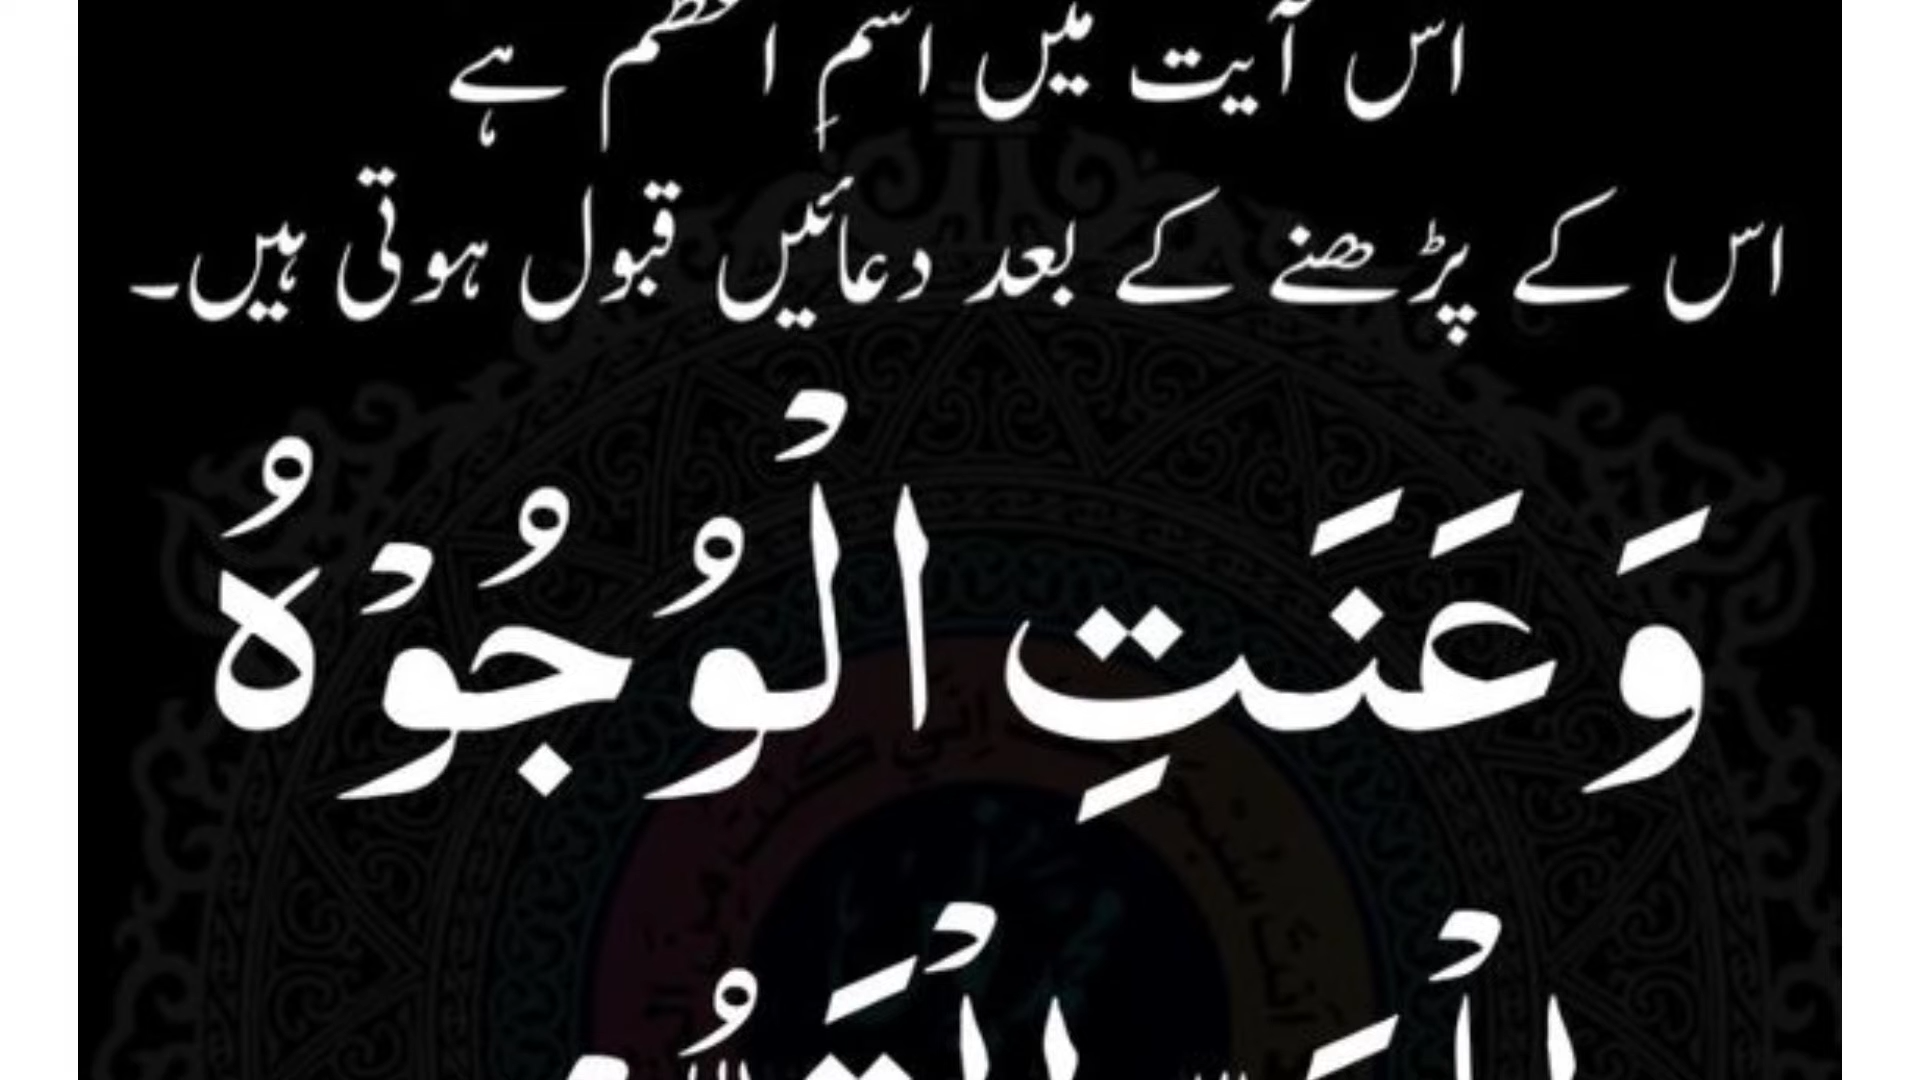 اس آیت میں اسمِ اعظم ہے
اس کے پڑھنے کے بعد دعائیں قبول ہوتی ہیں۔
وَعَنَتِ الْوُجُوْهُ